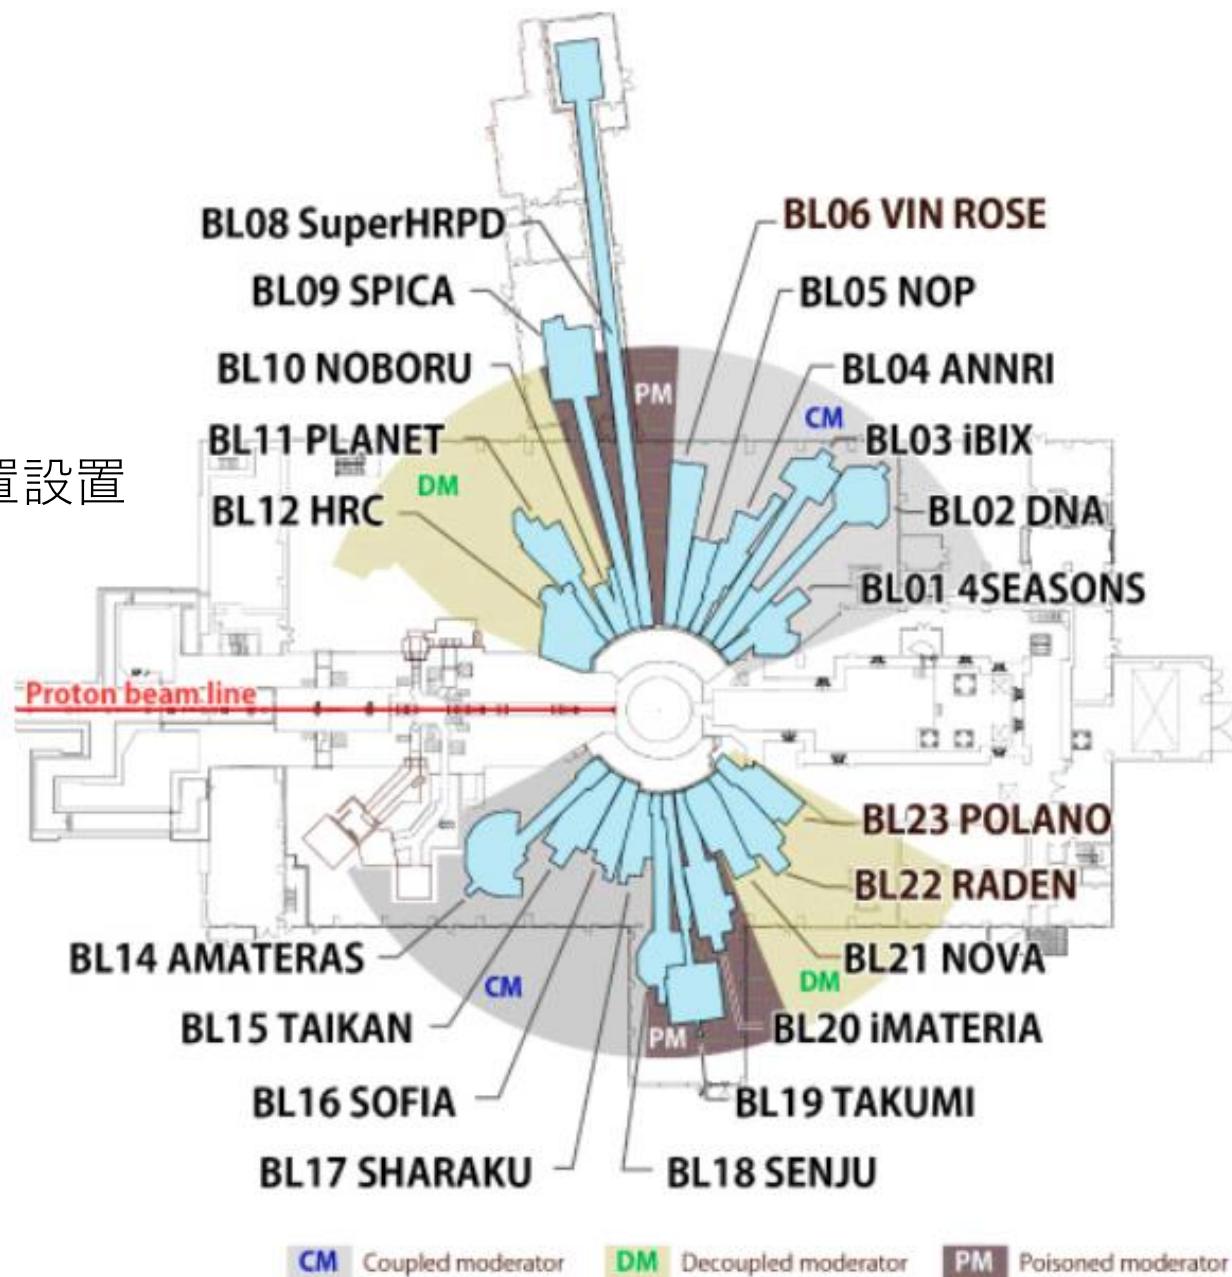 BL08 SuperHRPD
BL06 VIN ROSE
BL09 SPICA
BL05 NOP
BL10 NOBORU
PM
BL04 ANNRI
CM
BL11 PLANET
BL03 iBIX
置設置
DM
BL12 HRC
BL02 DNA
BL01 4SEASONS
Proton beam line
BL23 POLANO
BL22 RADEN
BL14 AMATERAS
BL21 NOVA
CM
DM
BL15 TAIKAN
PM
BL20 iMATERIA
BL16 SOFIA
BL19 TAKUMI
BL17 SHARAKU
BL18 SENJU
CM Coupled moderator DM Decoupled moderator PM Poisoned moderator